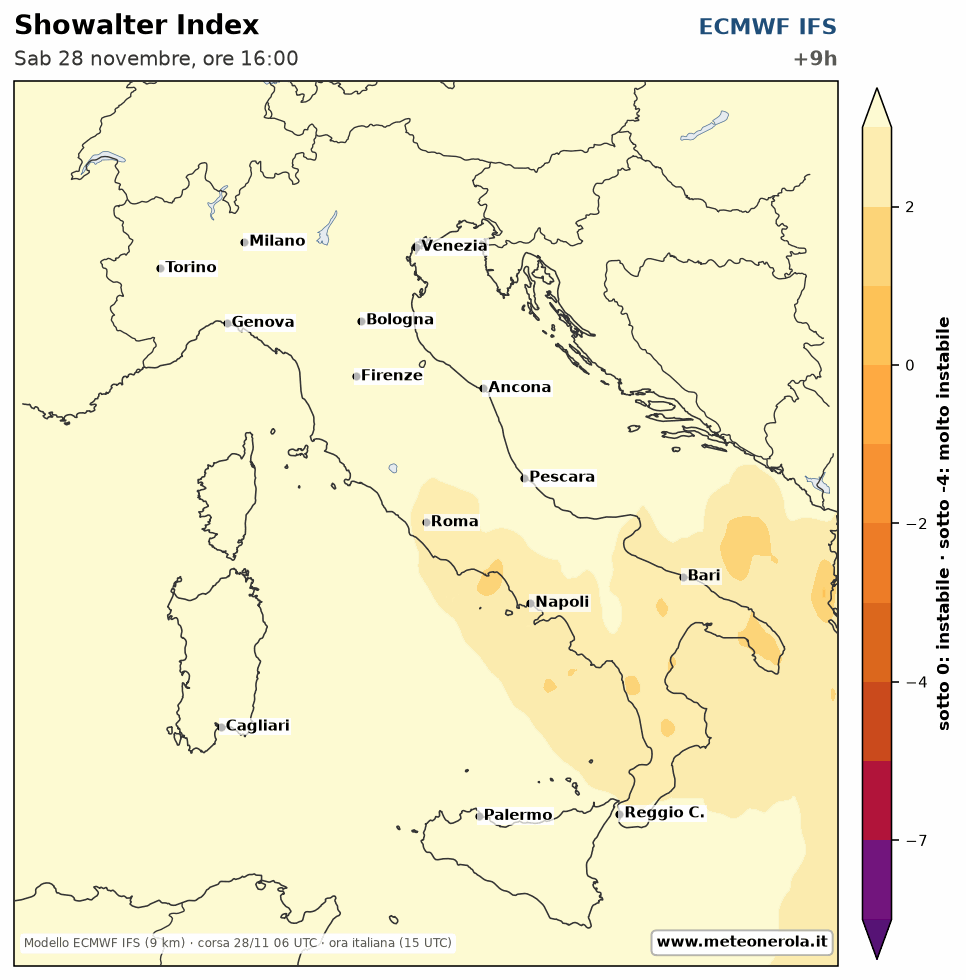 Showalter Index
ECMWF IFS
Sab 28 novembre, ore 16:00
+9h
Milano
Venezia
Torino
Genova
Bologna
Firenze
Ancona
Pescara
Roma
Bari
Napoli
Cagliari
Palermo
Reggio C.
2
0
−2
−4
−7
sotto 0: instabile · sotto -4: molto instabile
Modello ECMWF IFS (9 km) · corsa 28/11 06 UTC · ora italiana (15 UTC)
www.meteonerola.it